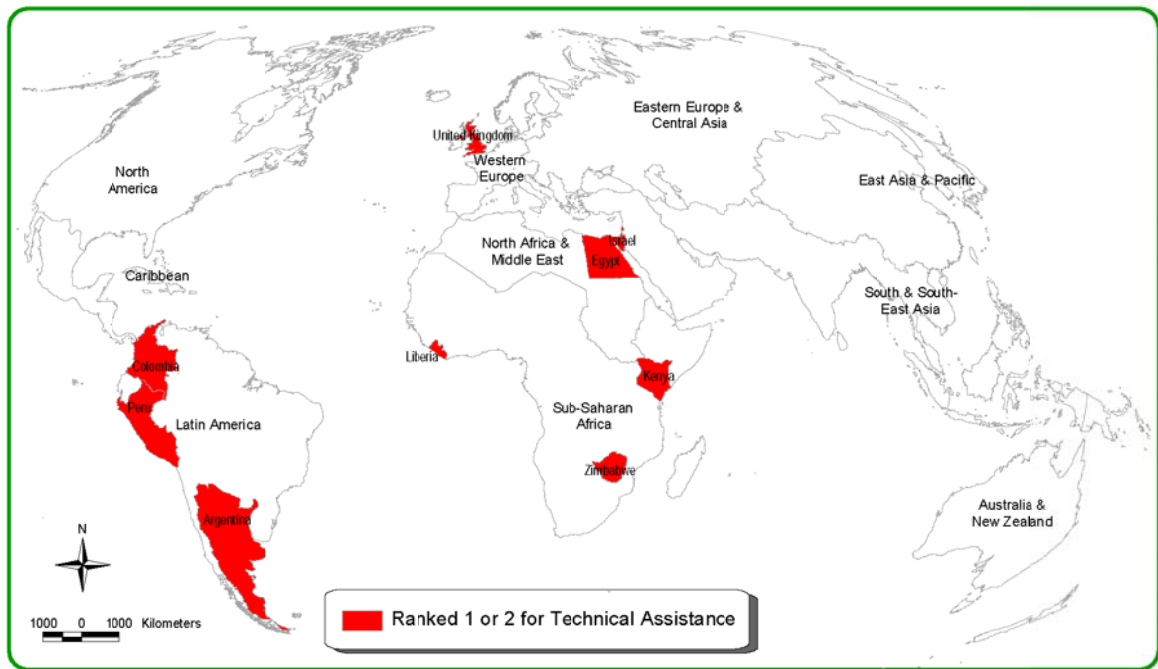 North
America
Caribbean
Colombia
Peru
Latin America
Argentina
N
1000 0 1000 Kilometers
United Kingdom
Western
Europe
Eastern Europe &
Central Asia
East Asia & Pacific
North Africa &
Middle East
Israel
Egypt
South & South-
East Asia
Liberia
Kenya
Sub-Saharan
Africa
Zimbabwe
Australia &
New Zealand
Ranked 1 or 2 for Technical Assistance